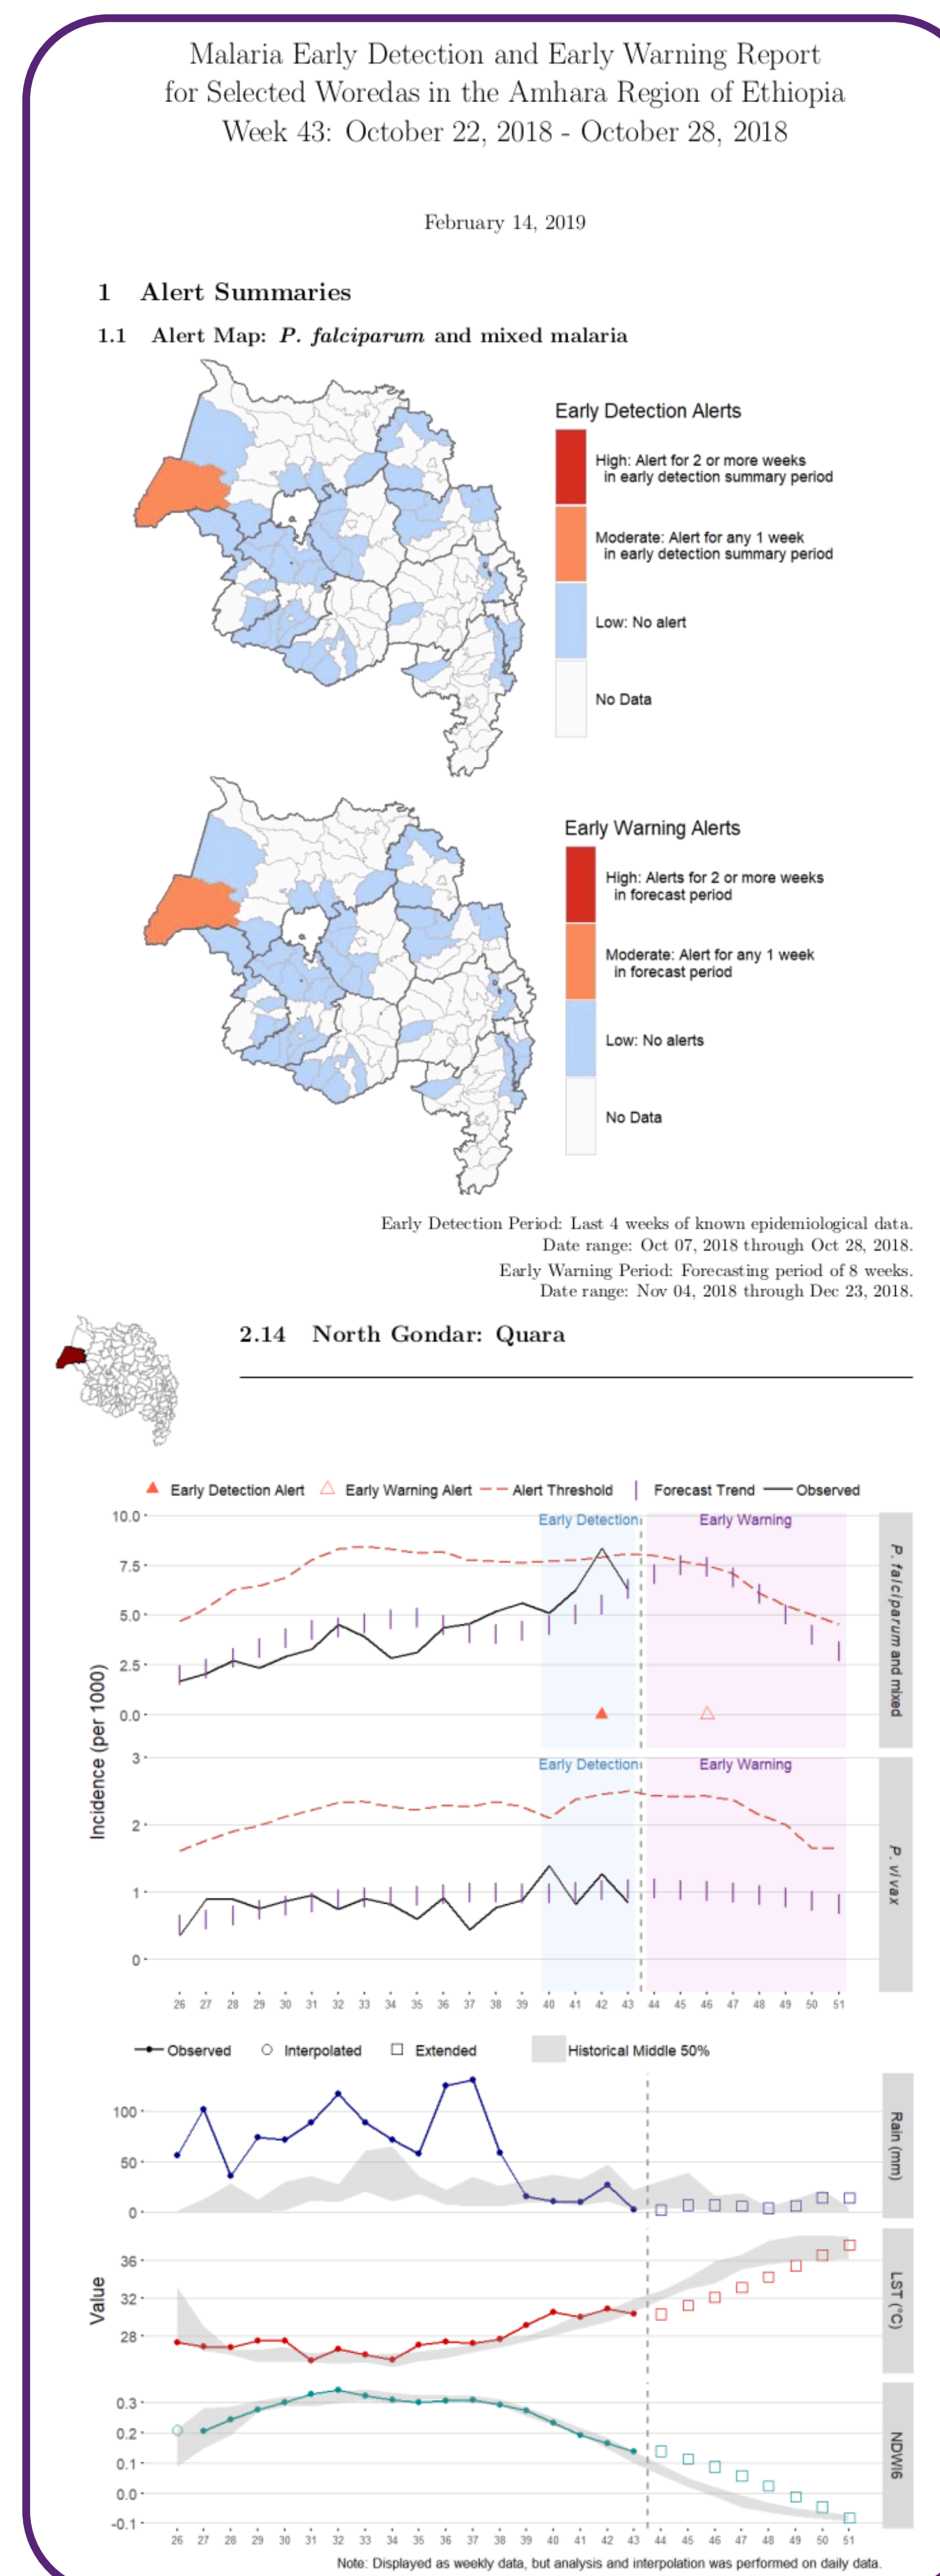 Malaria Early Detection and Early Warning Report
for Selected Woredas in the Amhara Region of Ethiopia
Week 43: October 22, 2018 - October 28, 2018
February 14, 2019
1 Alert Summaries
1.1 Alert Map: P. falciparum and mixed malaria
Early Detection Alerts
High: Alert for 2 or more weeks
in early detection summary period
Moderate: Alert for any 1 week
in early detection summary period
Low: No alert
No Data
Early Warning Alerts
High: Alerts for 2 or more weeks
in forecast period
Moderate: Alert for any 1 week
in forecast period
Low: No alerts
No Data
Early Detection Period: Last 4 weeks of known epidemiological data.
Date range: Oct 07, 2018 through Oct 28, 2018.
Early Warning Period: Forecasting period of 8 weeks.
Date range: Nov 04, 2018 through Dec 23, 2018.
2.14 North Gondar: Quara
Early Detection Alert Early Warning Alert Alert Threshold Forecast Trend Observed
Incidence (per 1000)
10.0
7.5
5.0
2.5
0.0
Early Detection Early Warning
P. falciparum and mixed
3
2
1
0
Early Detection Early Warning
P. vivax
26 27 28 29 30 31 32 33 34 35 36 37 38 39 40 41 42 43 44 45 46 47 48 49 50 51
Observed Interpolated Extended Historical Middle 50%
Value
100
50
0
Rain (mm)
36
32
28
LST (°C)
0.3
0.2
0.1
0.0
-0.1
NDWI6
26 27 28 29 30 31 32 33 34 35 36 37 38 39 40 41 42 43 44 45 46 47 48 49 50 51
Note: Displayed as weekly data, but analysis and interpolation was performed on daily data.